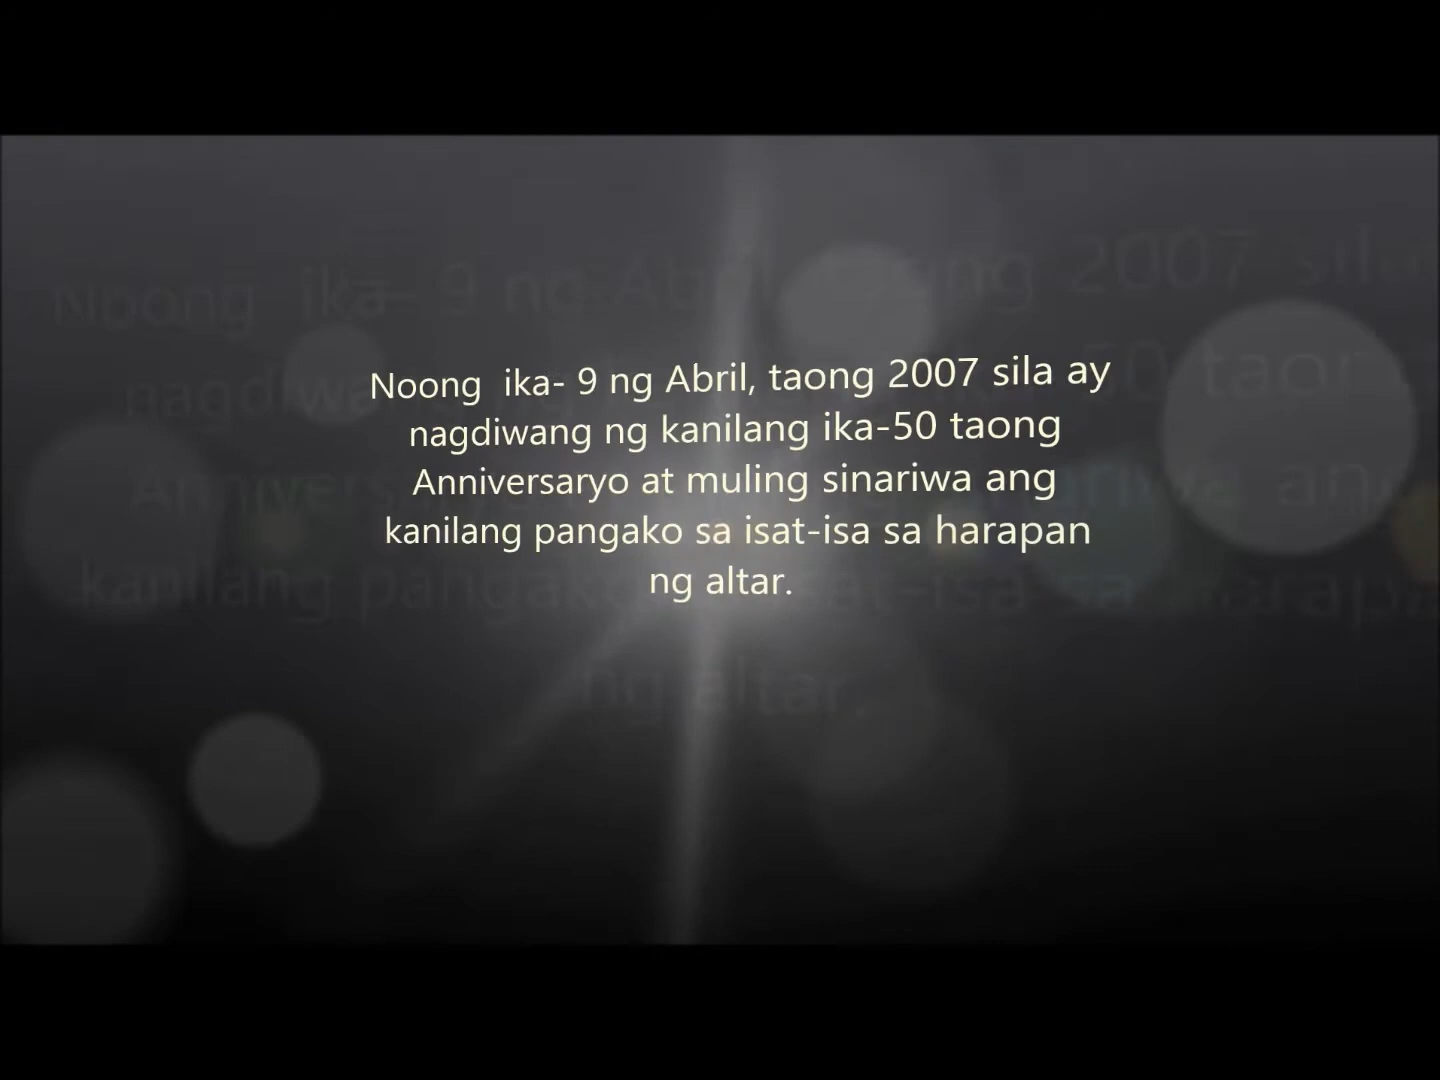 Noong  ika- 9 ng Abril, taong 2007 sila ay
nagdiwang ng kanilang ika-50 taong
Anniversaryo at muling sinariwa ang
kanilang pangako sa isat-isa sa harapan
ng altar.